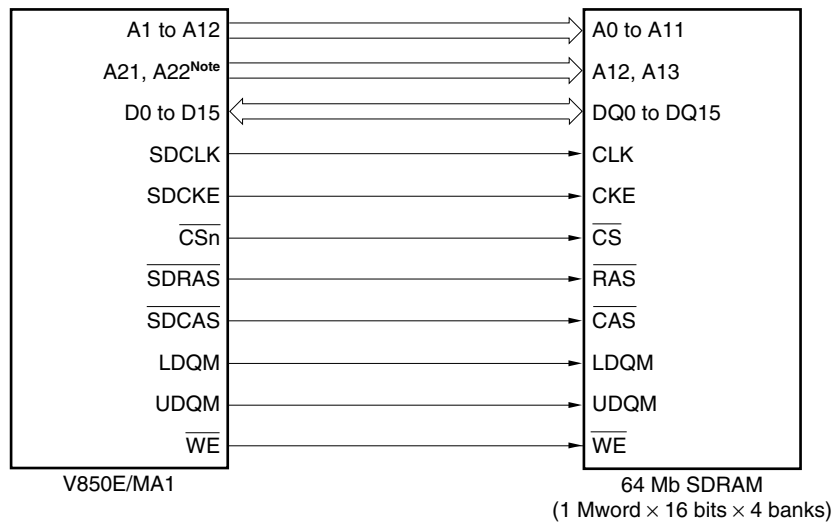 A1 to A12 A0 to A11
A21, A22Note A12, A13
D0 to D15 DQ0 to DQ15
SDCLK CLK
SDCKE CKE
CSn CS
SDRAS RAS
SDCAS CAS
LDQM LDQM
UDQM UDQM
WE WE
V850E/MA1 64 Mb SDRAM
(1 Mword × 16 bits × 4 banks)